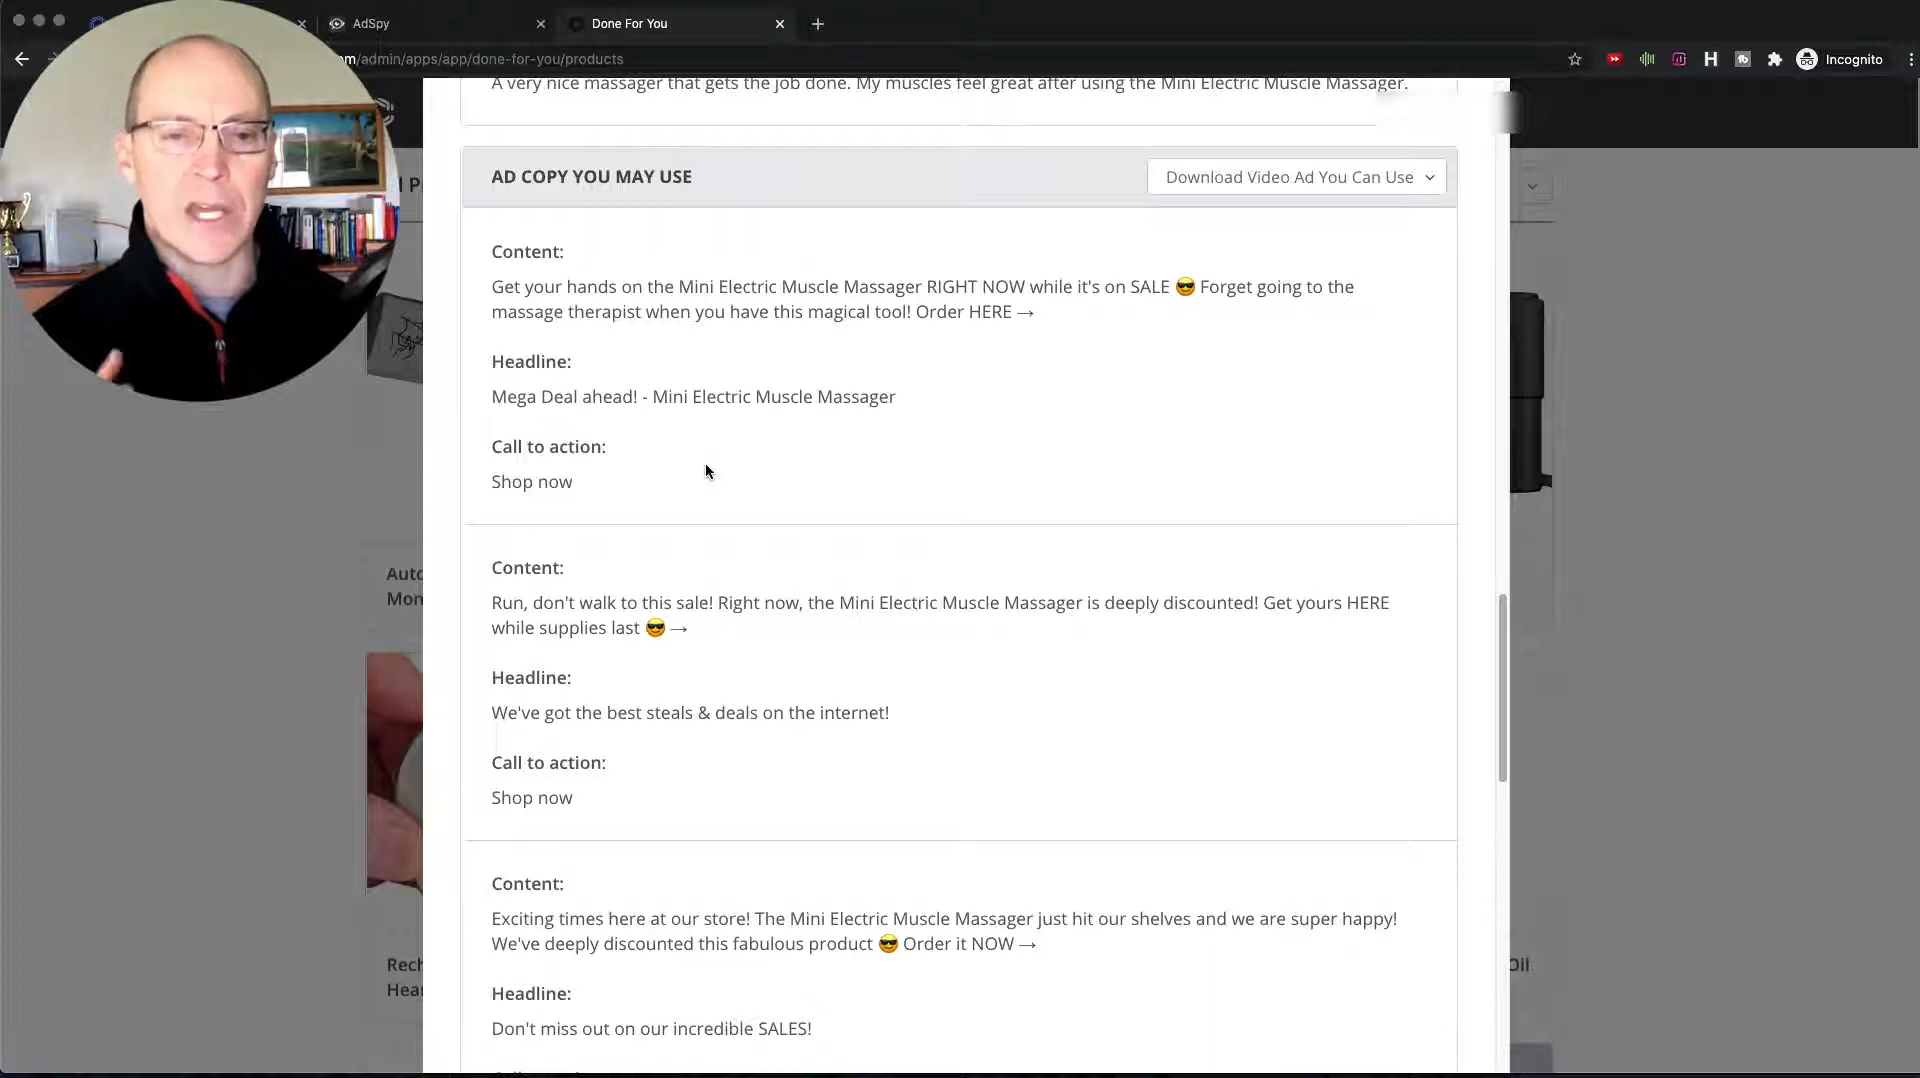 AdSpy
Done For You
m/admin/apps/app/done-for-you/products
Incognito
A very nice massager that gets the job done. My muscles feel great after using the Mini Electric Muscle Massager.
AD COPY YOU MAY USE
Download Video Ad You Can Use
Content:
Get your hands on the Mini Electric Muscle Massager RIGHT NOW while it's on SALE 😎 Forget going to the
massage therapist when you have this magical tool! Order HERE →
Headline:
Mega Deal ahead! - Mini Electric Muscle Massager
Call to action:
Shop now
Content:
Run, don't walk to this sale! Right now, the Mini Electric Muscle Massager is deeply discounted! Get yours HERE
while supplies last 😎 →
Headline:
We've got the best steals & deals on the internet!
Call to action:
Shop now
Content:
Exciting times here at our store! The Mini Electric Muscle Massager just hit our shelves and we are super happy!
We've deeply discounted this fabulous product 😎 Order it NOW →
Headline:
Don't miss out on our incredible SALES!
Auto
Mon
Rech
Hear
Oil